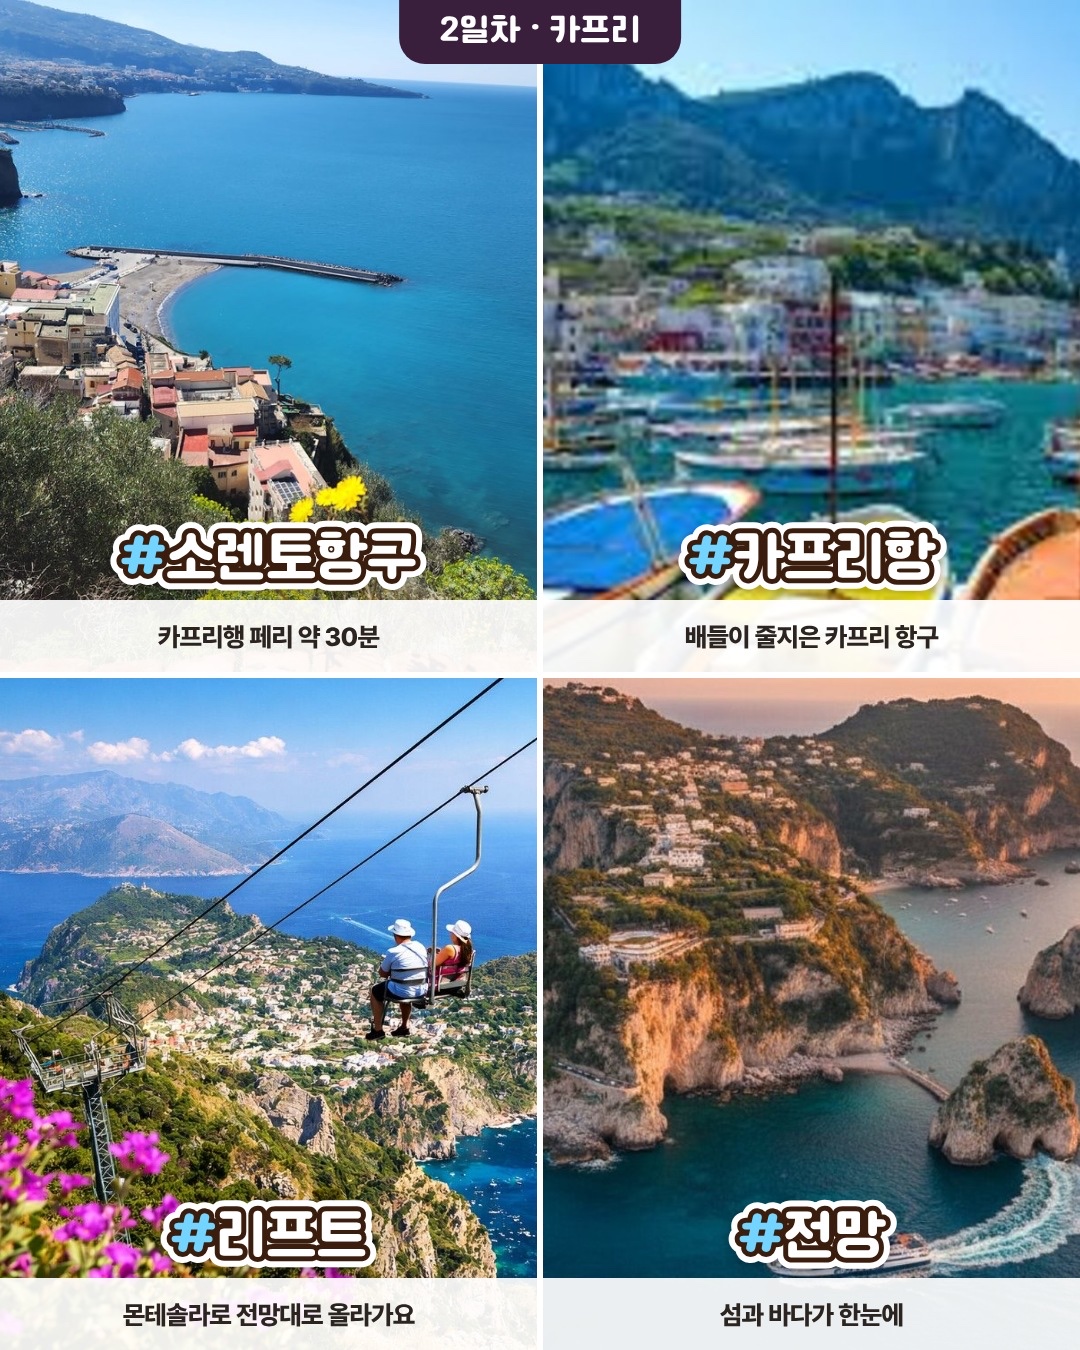 2일차 · 카프리
#소렌토항구
카프리행 페리 약 30분
#카프리항
배들이 줄지은 카프리 항구
#리프트
몬테솔라로 전망대로 올라가요
#전망
섬과 바다가 한눈에